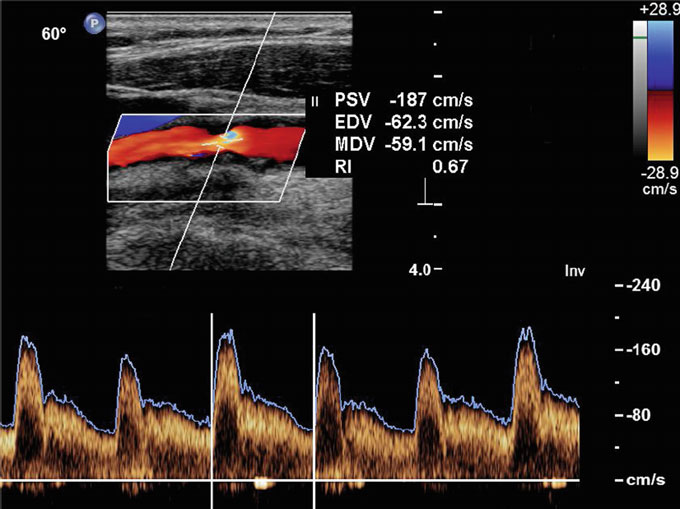 +28.9
60°
P
II PSV -187 cm/s
EDV -62.3 cm/s
MDV -59.1 cm/s
RI 0.67
-28.9
cm/s
4.0
Inv
-240
-160
-80
cm/s